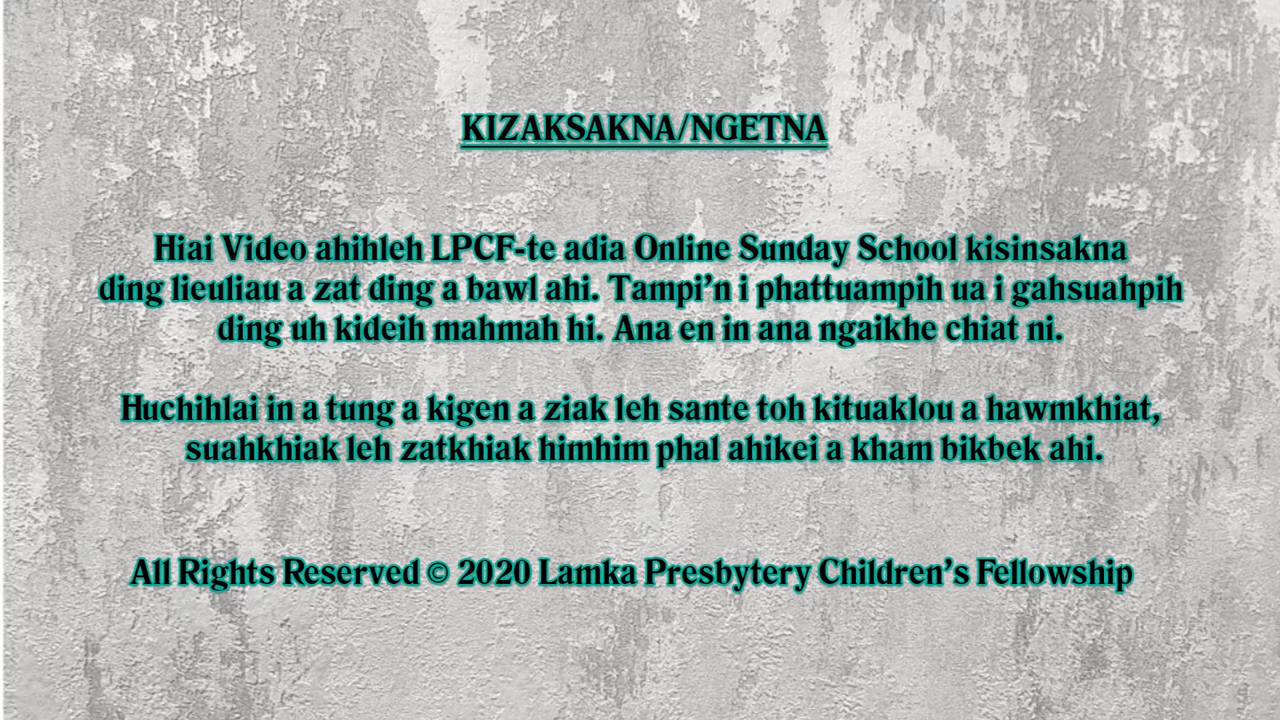 KIZAKSAKNA/NGETNA
Hiai Video ahihleh LPCF-te adia Online Sunday School kisinsakna
ding lieuliau a zat ding a bawl ahi. Tampi'n i phattuampih ua i gahsuahpih
ding uh kideih mahmah hi. Ana en in ana ngaikhe chiat ni.
Huchihlai in a tung a kigen a ziak leh sante toh kituaklou a hawmkhiat,
suahkhiak leh zatkhiak himhim phal ahikei a kham bikbek ahi.
All Rights Reserved © 2020 Lamka Presbytery Children's Fellowship